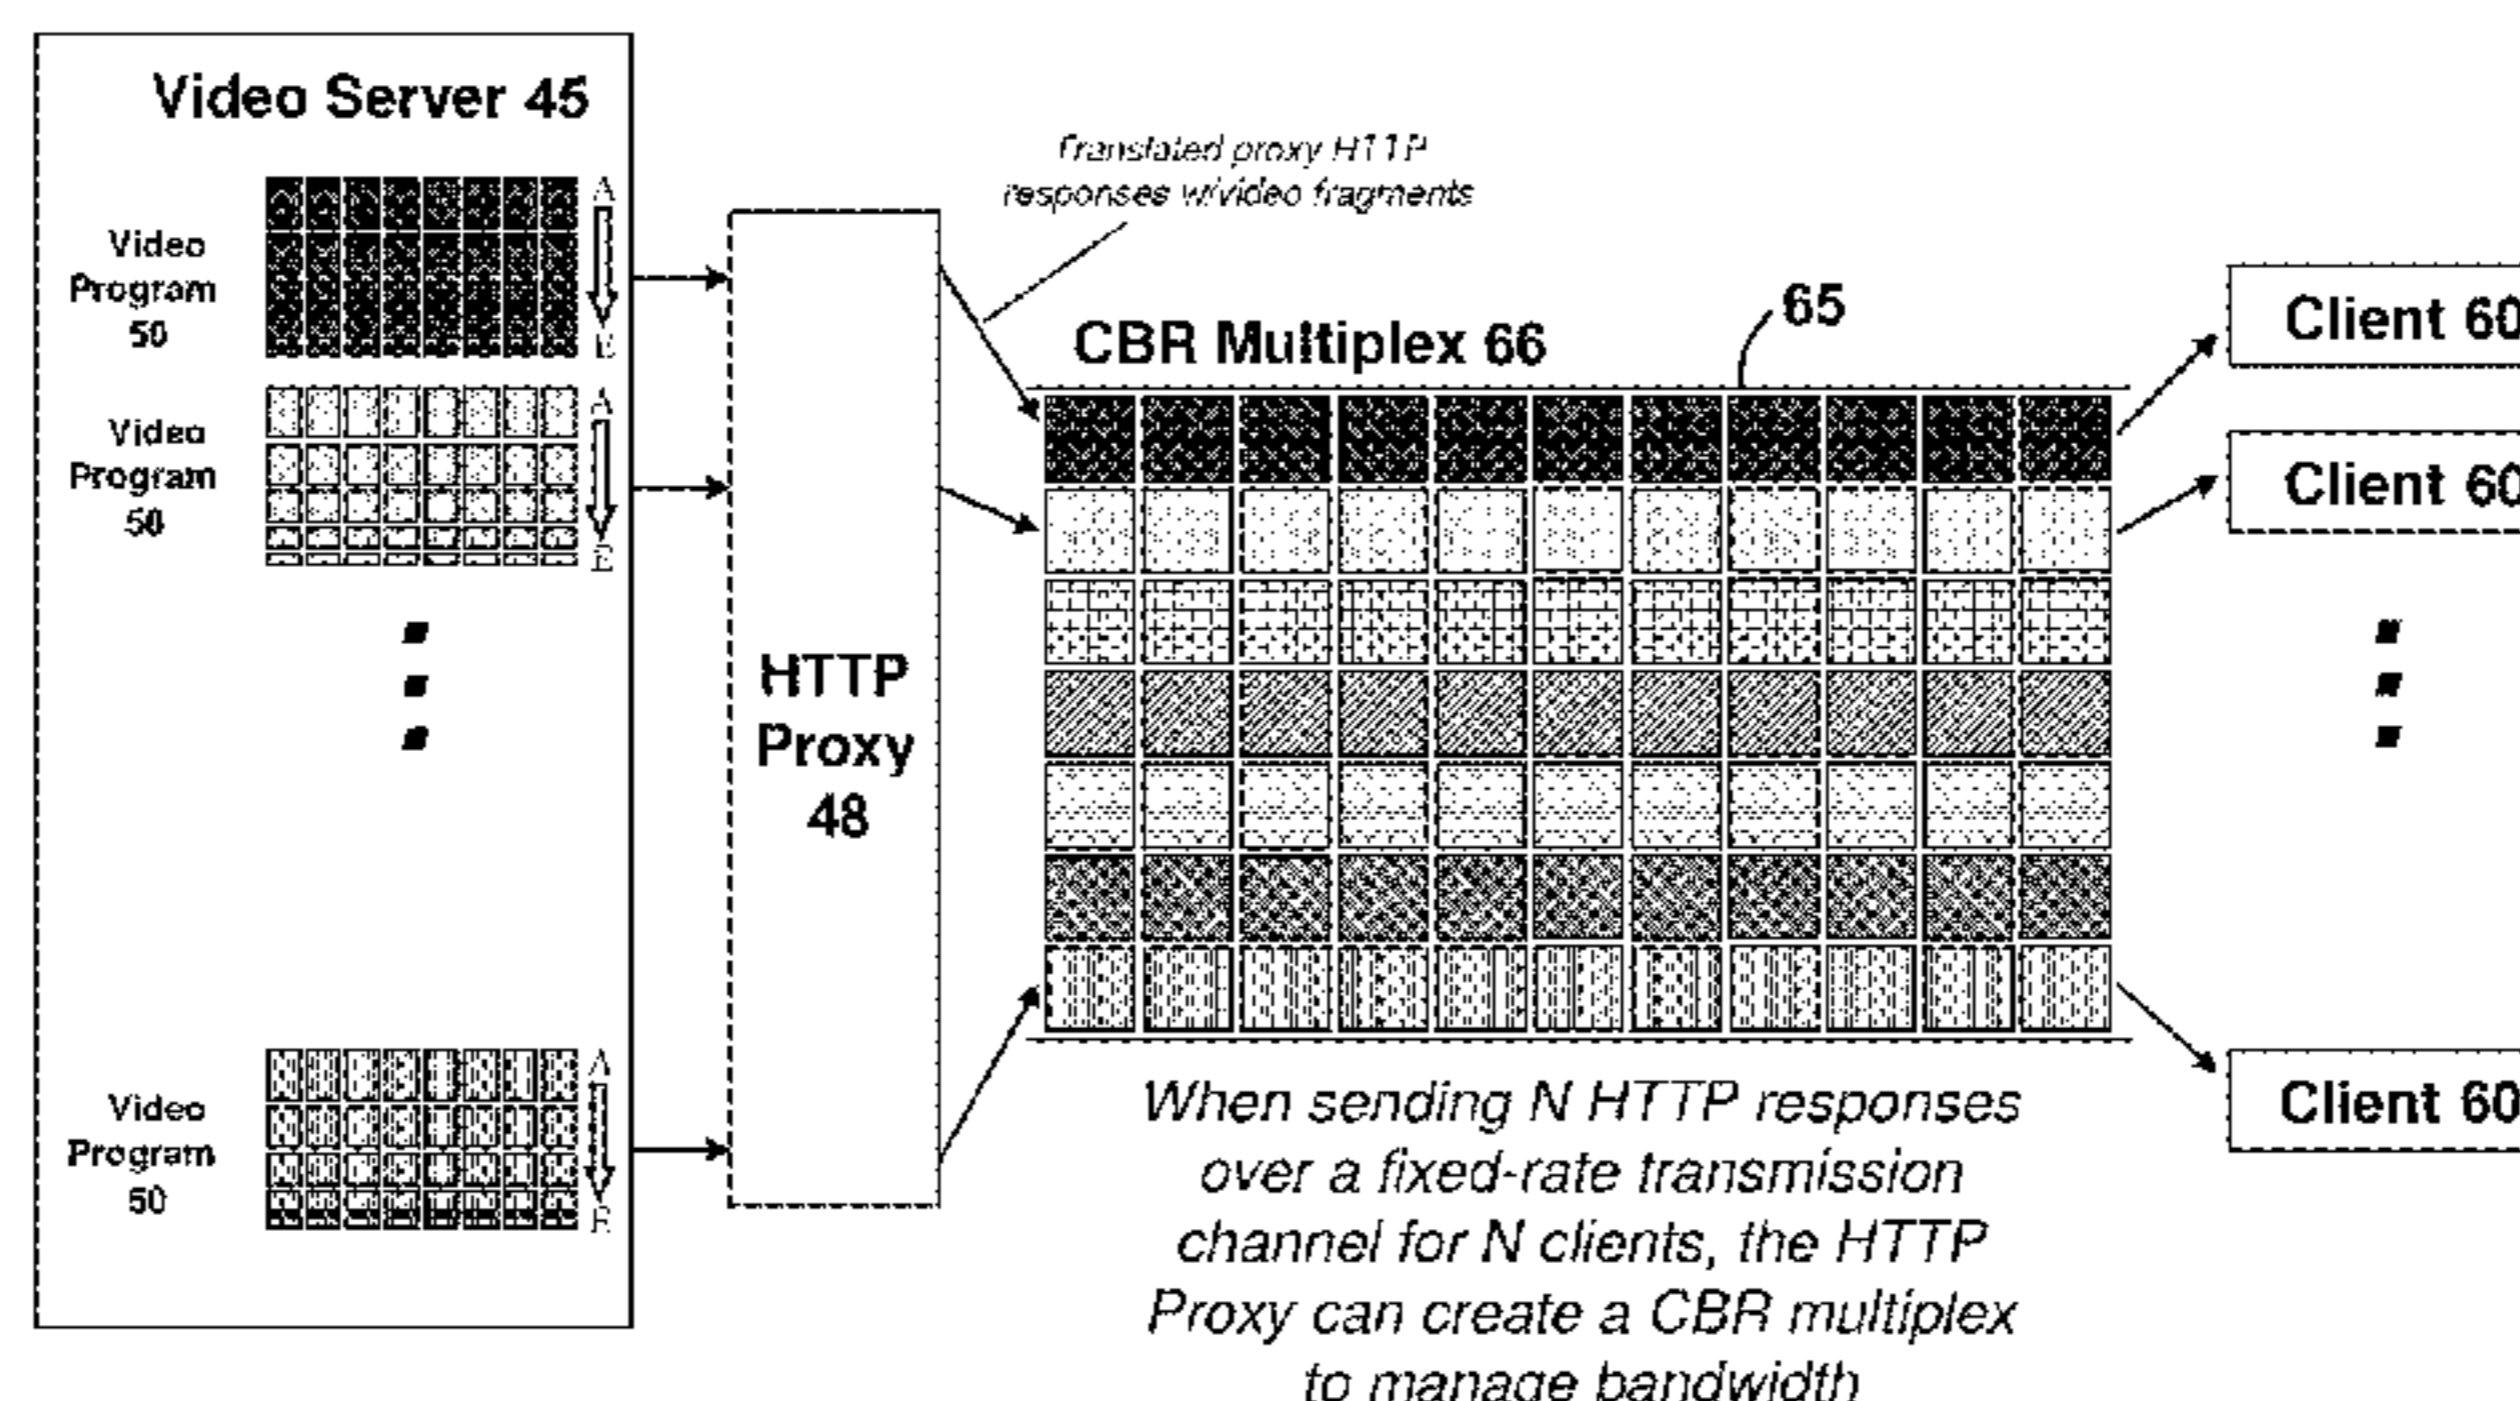 Video Server 45
A
Video
Program
50
E
A
Video
Program
50
E
A
Video
Program
50
E
HTTP
Proxy
48
Translated proxy HTTP
responses w/video fragments
CBR Multiplex 66
65
Client 60
Client 60
Client 60
When sending N HTTP responses
over a fixed-rate transmission
channel for N clients, the HTTP
Proxy can create a CBR multiplex
to manage bandwidth